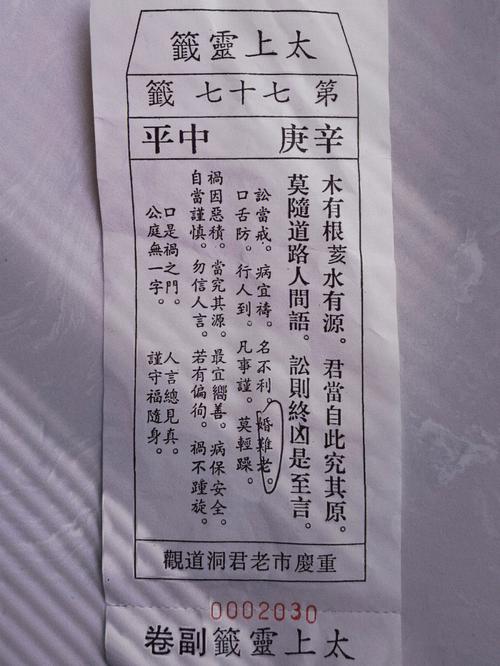 太上靈籤
第七十七籤
辛庚 中平
木有根荄水有源。君當自此究其原。
莫隨道路人間語。訟則終凶是至言。
訟當戒。病宜禱。名不利。婚難老。
口舌防。行人到。凡事謹。莫輕躁。
禍因惡積。當究其源。最宜嚮善。病保安全。
自當謹慎。勿信人言。若有偏徇。禍不踵旋。
口是禍之門。人言總見真。
公庭無一字。謹守福隨身。
重慶市老君洞道觀
0002030
太上靈籤副卷